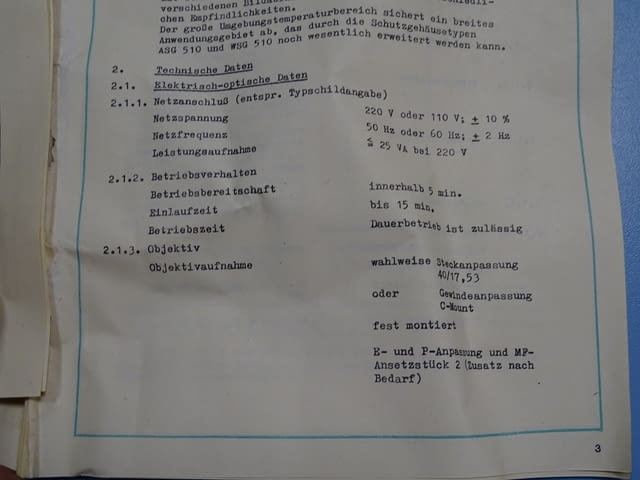 verschiedenen
chen Empfindlichkeiten.
Der große Umgebungstemperaturbereich sichert ein breites
Anwendungsgebiet ab, das durch die Schutzgehäusetypen
ASG 510 und WSG 510 noch wesentlich erweitert werden kann.
2. Technische Daten
2.1. Elektrisch-optische Daten
2.1.1. Netzanschluß (entspr. Typschildangabe)
Netzspannung 220 V oder 110 V; ± 10 %
Netzfrequenz 50 Hz oder 60 Hz; ± 2 Hz
Leistungsaufnahme ≦ 25 VA bei 220 V
2.1.2. Betriebsverhalten
Betriebsbereitschaft innerhalb 5 min.
Einlaufzeit bis 15 min.
Betriebszeit Dauerbetrieb ist zulässig
2.1.3. Objektiv
Objektivaufnahme wahlweise Steckanpassung
40/17,53
oder Gewindeanpassung
C-Mount
fest montiert
E- und P-Anpassung und MF-
Ansetzstück 2 (Zusatz nach
Bedarf)
3